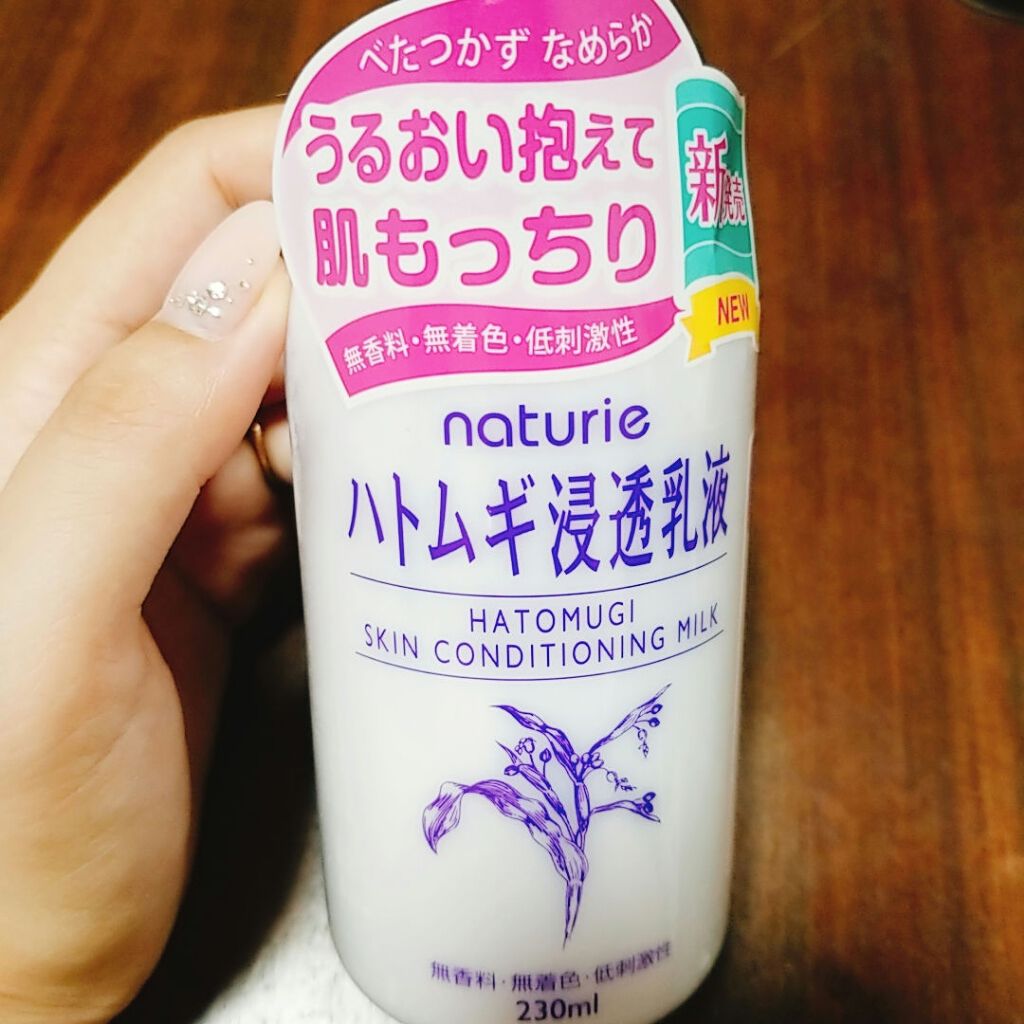 べたつかず なめらか
うるおい抱えて
肌もっちり
無香料・無着色・低刺激性
新発売
NEW
naturie
ハトムギ浸透乳液
HATOMUGI
SKIN CONDITIONING MILK
無香料・無着色・低刺激性
230ml